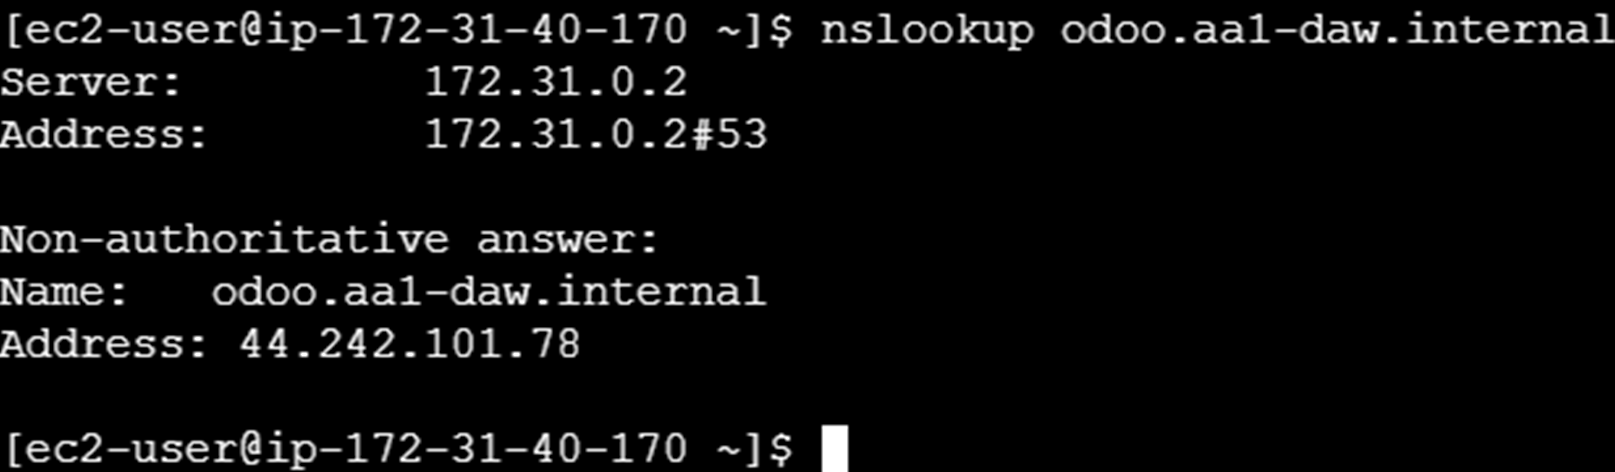 [ec2-user@ip-172-31-40-170 ~]$ nslookup odoo.aa1-daw.internal
Server:         172.31.0.2
Address:        172.31.0.2#53

Non-authoritative answer:
Name:   odoo.aa1-daw.internal
Address: 44.242.101.78

[ec2-user@ip-172-31-40-170 ~]$